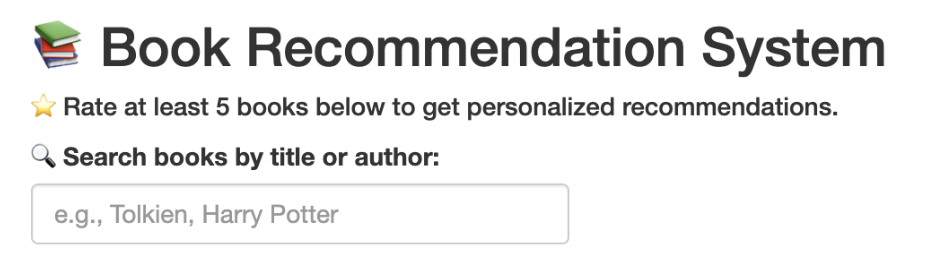 📚 Book Recommendation System
⭐ Rate at least 5 books below to get personalized recommendations.
🔍 Search books by title or author:
e.g., Tolkien, Harry Potter